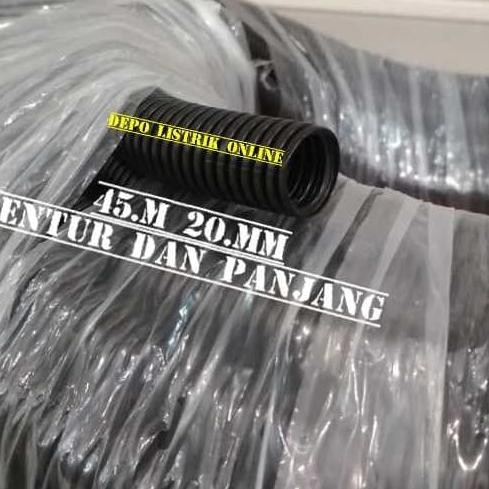 DEPO LISTRIK ONLINE
45.M 20.MM
ENTUR DAN PANJANG